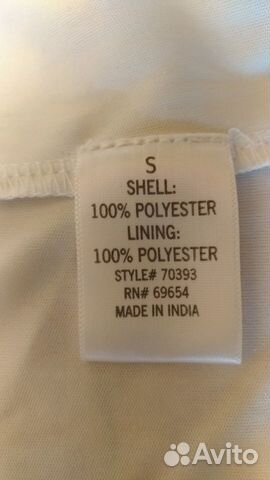 S
SHELL:
100% POLYESTER
LINING:
100% POLYESTER
STYLE# 70393
RN# 69654
MADE IN INDIA
Avito